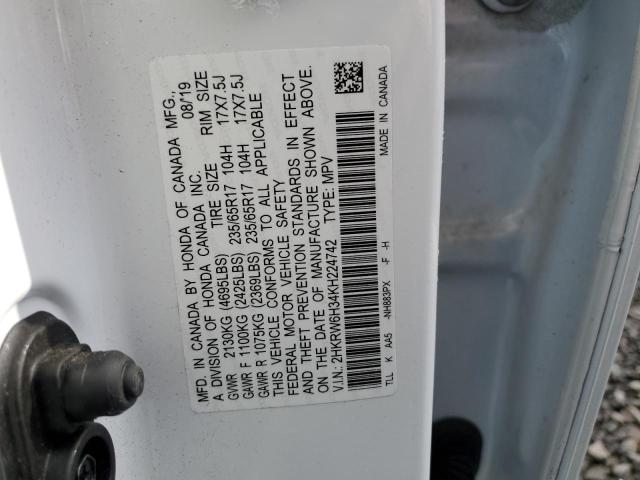 MFD. IN CANADA BY HONDA OF CANADA MFG.,
A DIVISION OF HONDA CANADA INC. 08/19
TIRE SIZE RIM SIZE
GVWR 2130KG (4695LBS)
GAWR F 1100KG (2425LBS) 235/65R17 104H 17X7.5J
GAWR R 1075KG (2369LBS) 235/65R17 104H 17X7.5J
THIS VEHICLE CONFORMS TO ALL APPLICABLE
FEDERAL MOTOR VEHICLE SAFETY
AND THEFT PREVENTION STANDARDS IN EFFECT
ON THE DATE OF MANUFACTURE SHOWN ABOVE.
V.I.N.: 2HKRW6H34KH224742 TYPE: MPV
TLL K AA5 -NH883PX -F -H
MADE IN CANADA